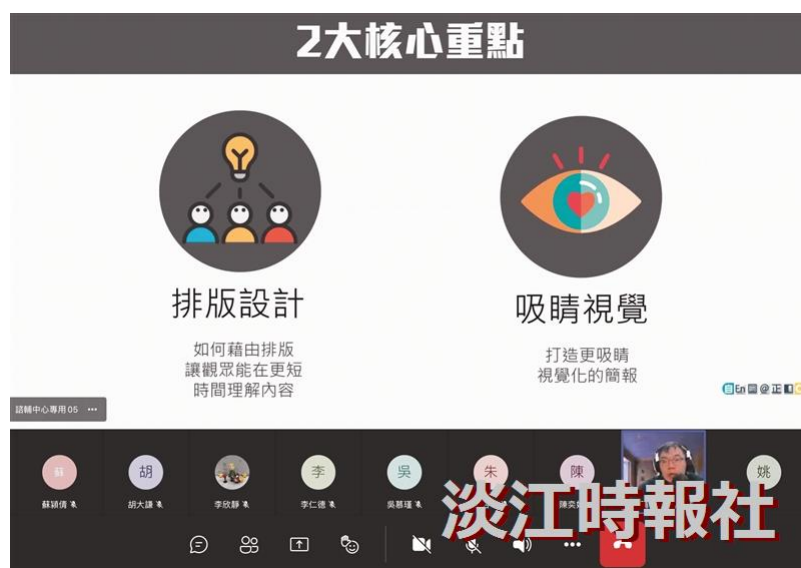 2大核心重點
排版設計
如何藉由排版
讓觀眾能在更短
時間理解內容
吸睛視覺
打造更吸睛
視覺化的簡報
En @ 正
諮輔中心專用05 •••
蘇 胡 李 吳 朱 陳 姚
蘇穎倩 胡大謙 李欣靜 李仁德 吳慕瑾 陳奕
淡江時報社